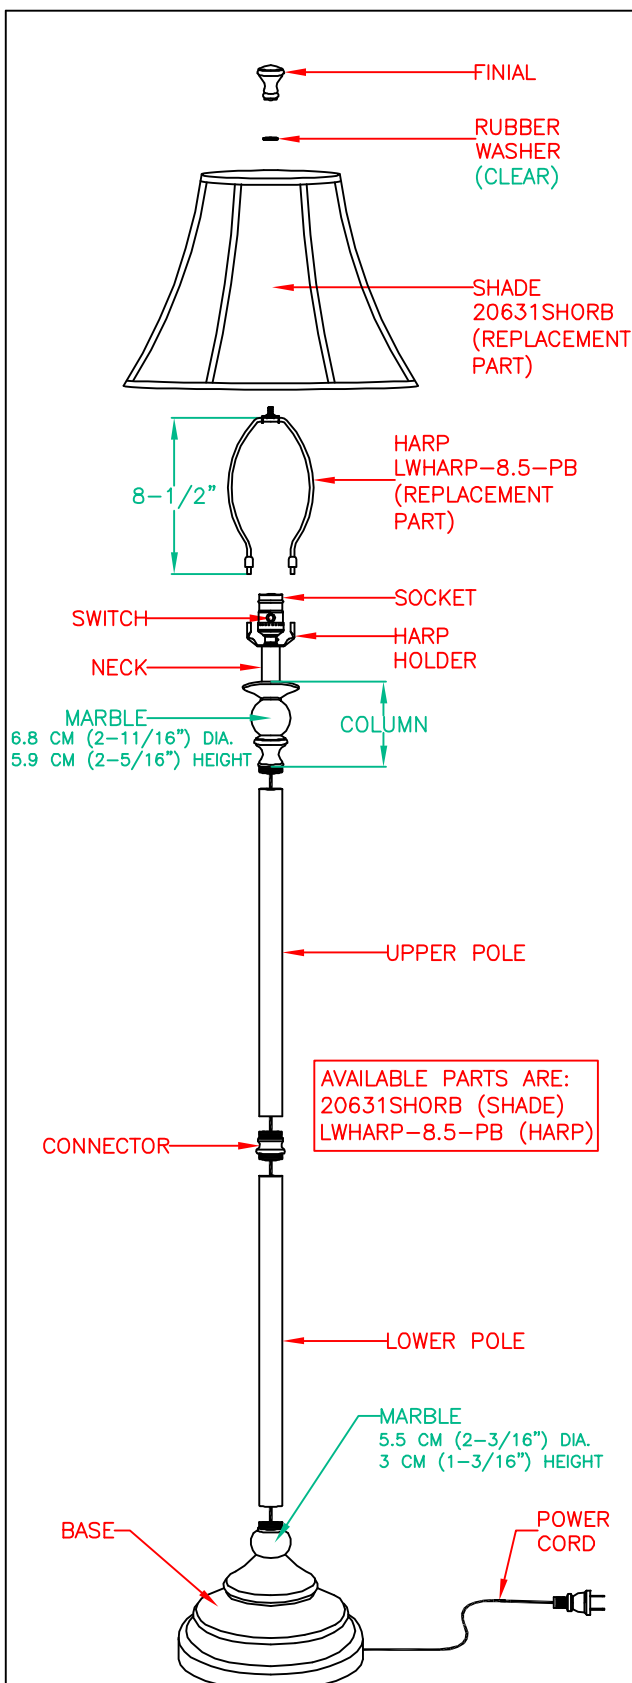 FINIAL
RUBBER
WASHER
(CLEAR)
SHADE
20631SHORB
(REPLACEMENT
PART)
HARP
LWHARP-8.5-PB
(REPLACEMENT
PART)
8-1/2"
SOCKET
SWITCH
HARP
HOLDER
NECK
MARBLE
6.8 CM (2-11/16") DIA.
5.9 CM (2-5/16") HEIGHT
COLUMN
UPPER POLE
AVAILABLE PARTS ARE:
20631SHORB (SHADE)
LWHARP-8.5-PB (HARP)
CONNECTOR
LOWER POLE
MARBLE
5.5 CM (2-3/16") DIA.
3 CM (1-3/16") HEIGHT
BASE
POWER
CORD